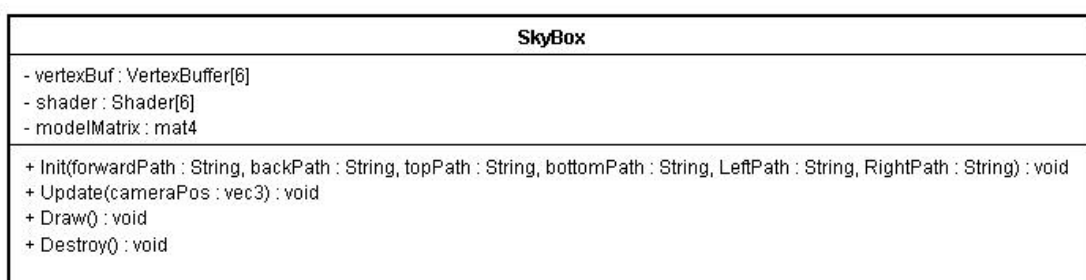 SkyBox
- vertexBuf : VertexBuffer[6]
- shader : Shader[6]
- modelMatrix : mat4
+ Init(forwardPath : String, backPath : String, topPath : String, bottomPath : String, LeftPath : String, RightPath : String) : void
+ Update(cameraPos : vec3) : void
+ Draw() : void
+ Destroy() : void